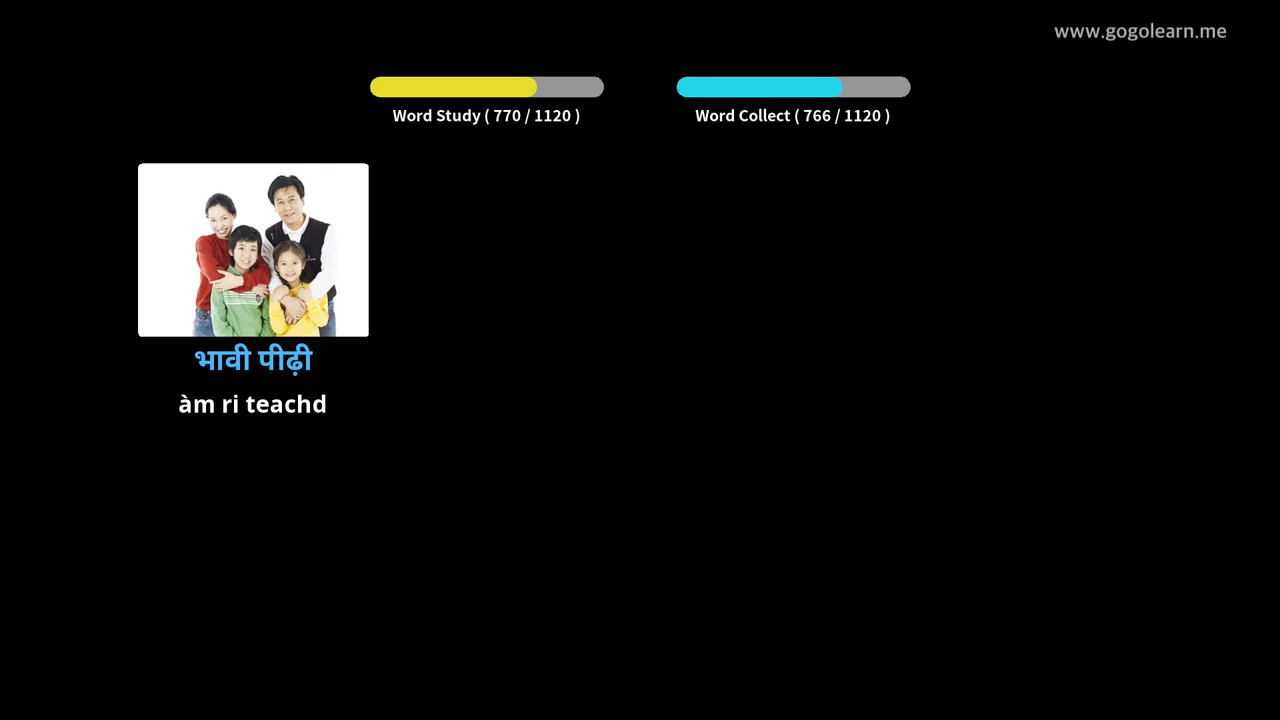 www.gogolearn.me
Word Study ( 770 / 1120 )
Word Collect ( 766 / 1120 )
भावी पीढ़ी
àm ri teachd